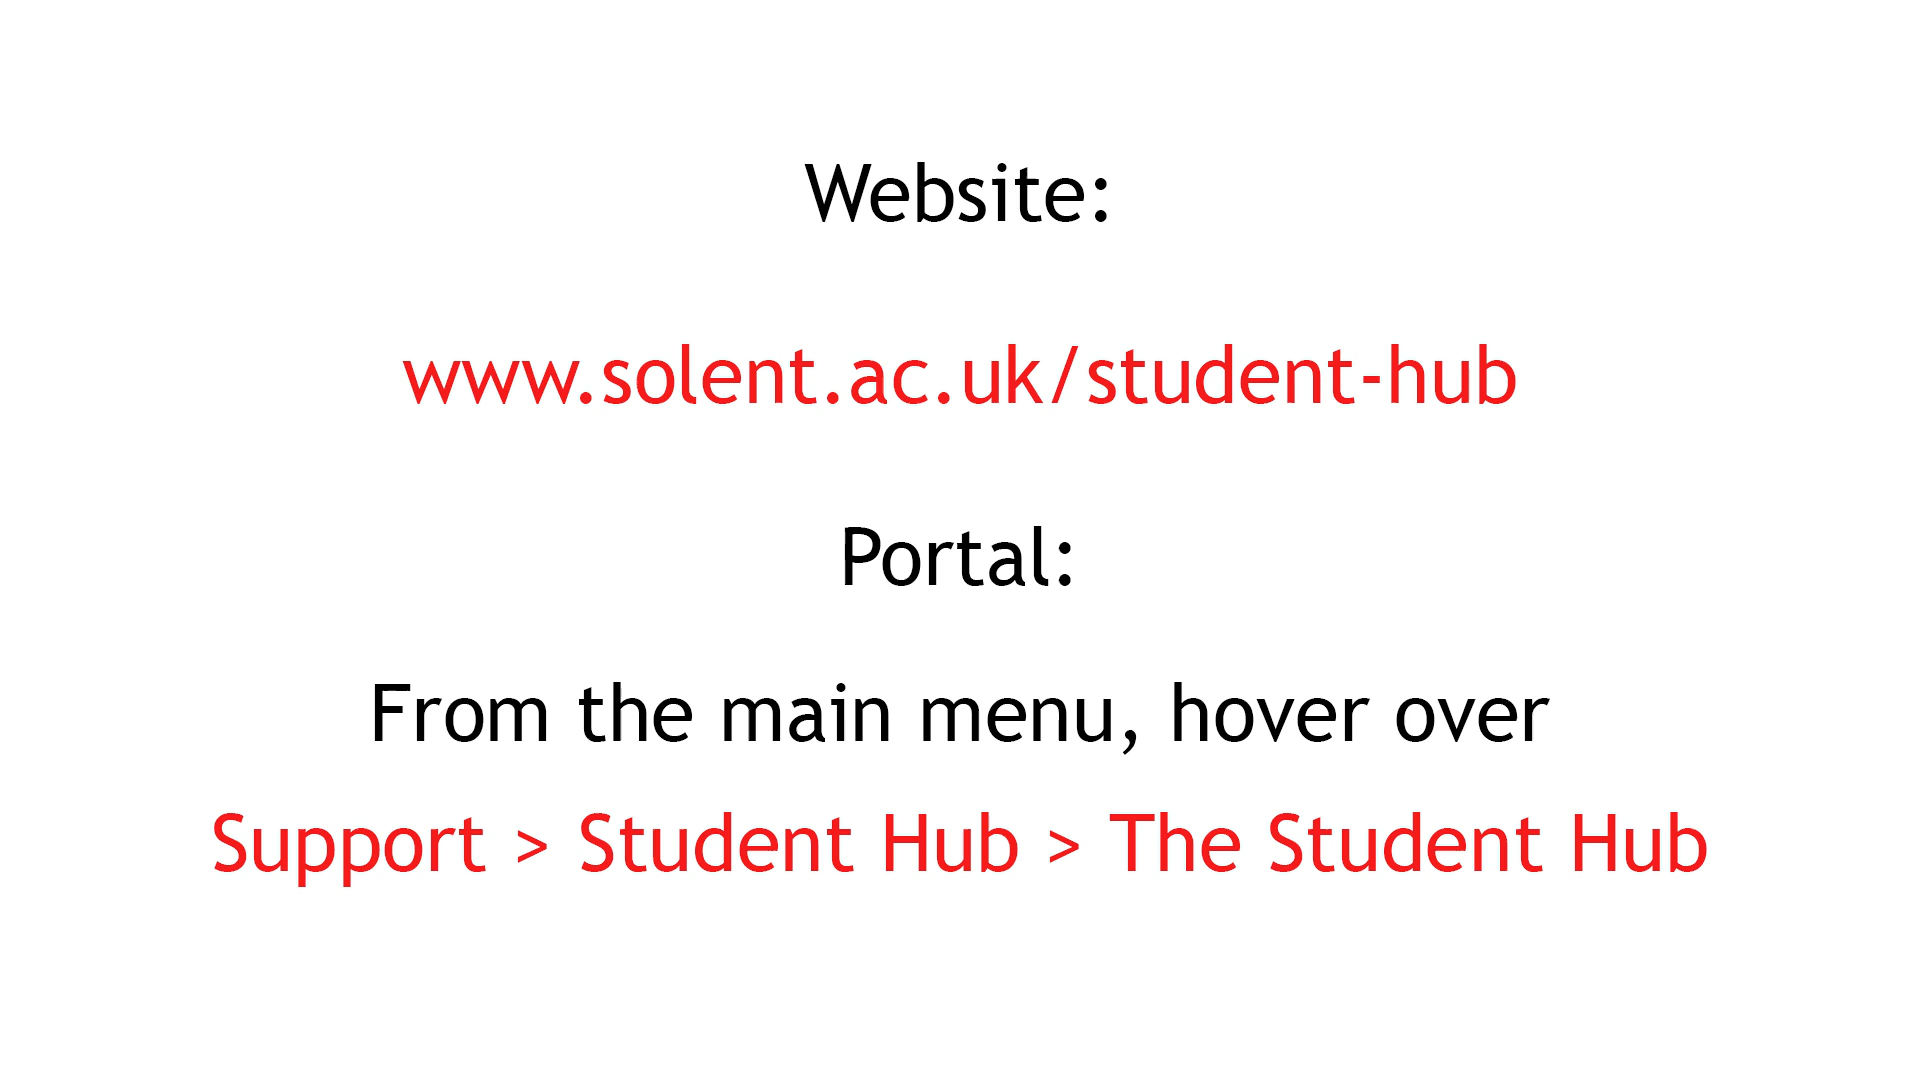 Website:
www.solent.ac.uk/student-hub
Portal:
From the main menu, hover over
Support > Student Hub > The Student Hub